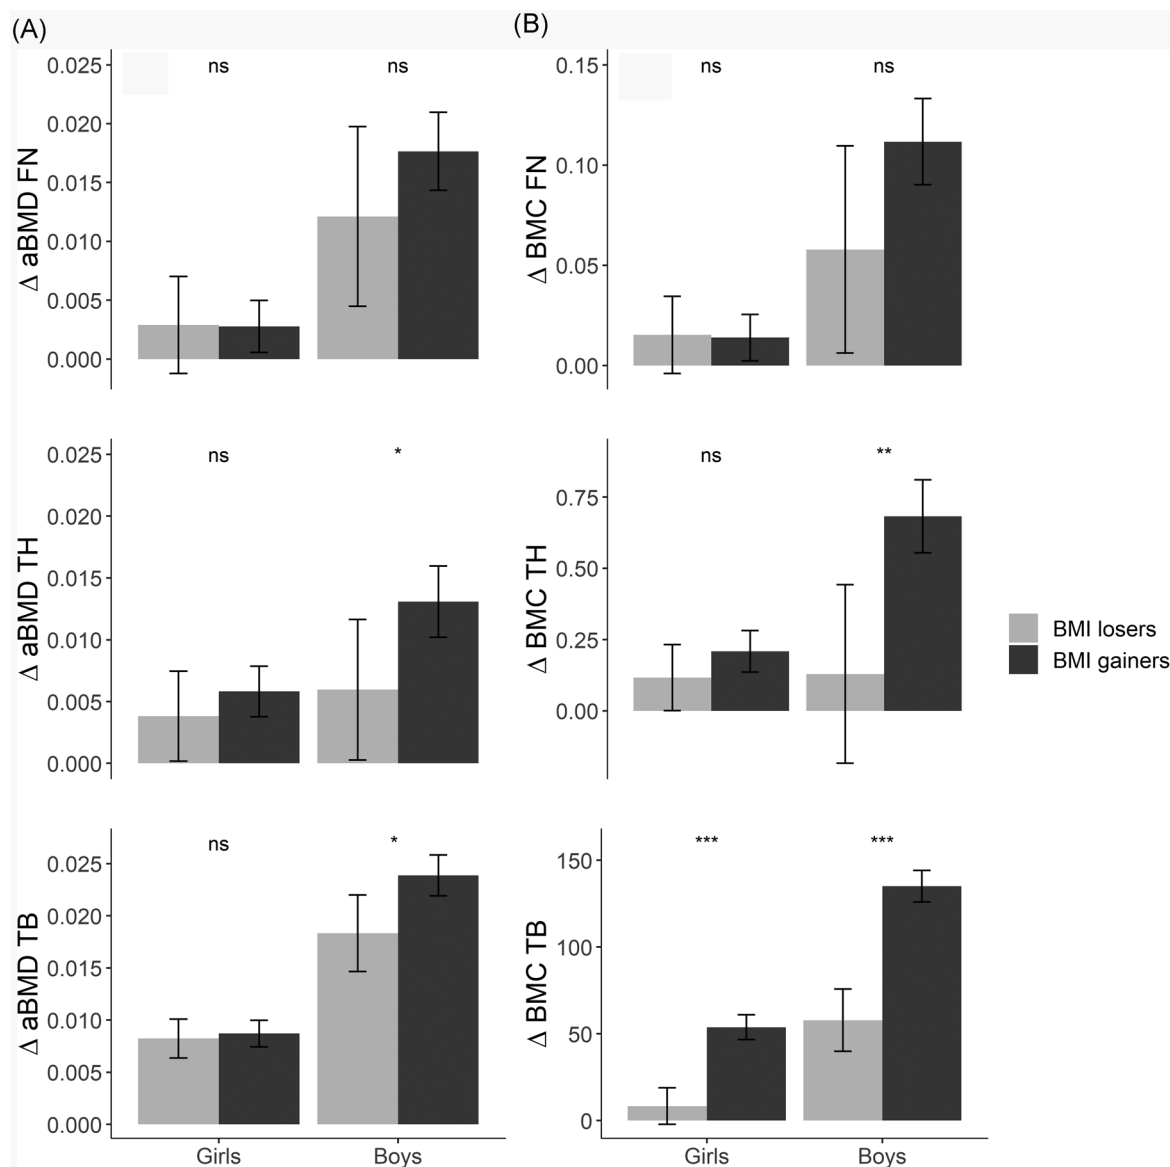 (A)
(B)
ns
ns
Δ aBMD FN
0.025
0.020
0.015
0.010
0.005
0.000
ns
ns
Δ BMC FN
0.15
0.10
0.05
0.00
ns
*
Δ aBMD TH
0.025
0.020
0.015
0.010
0.005
0.000
ns
**
Δ BMC TH
0.75
0.50
0.25
0.00
BMI losers
BMI gainers
ns
*
Δ aBMD TB
0.025
0.020
0.015
0.010
0.005
0.000
Girls
Boys
***
***
Δ BMC TB
150
100
50
0
Girls
Boys